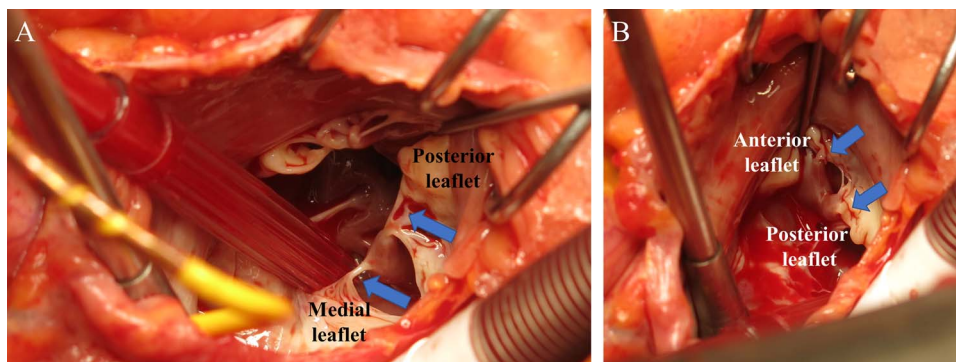 A
Posterior
leaflet
Medial
leaflet
B
Anterior
leaflet
Posterior
leaflet